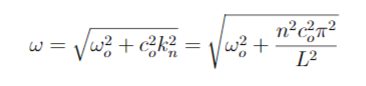 ω = √(ω_o² + c_o²k_n²) = √(ω_o² + n²c_o²π²/L²)